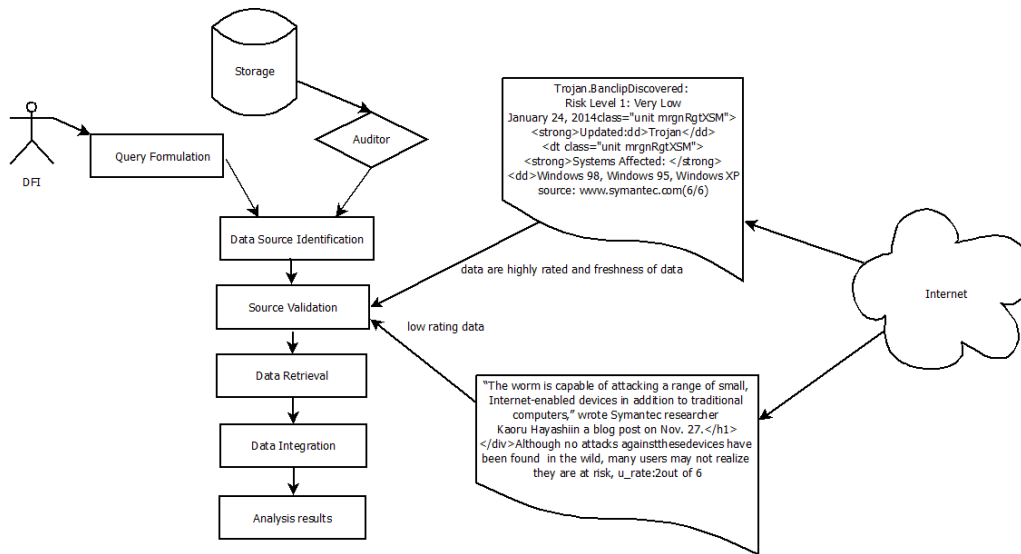 Storage
Auditor
DFI
Query Formulation
Data Source Identification
Source Validation
Data Retrieval
Data Integration
Analysis results
Trojan.BanclipDiscovered:
Risk Level 1: Very Low
January 24, 2014class="unit mrgnRgtXSM">
<strong>Updated:dd>Trojan</dd>
<dt class="unit mrgnRgtXSM">
<strong>Systems Affected: </strong>
<dd>Windows 98, Windows 95, Windows XP
source: www.symantec.com(6/6)
data are highly rated and freshness of data
low rating data
Internet
"The worm is capable of attacking a range of small,
Internet-enabled devices in addition to traditional
computers," wrote Symantec researcher
Kaoru Hayashiin a blog post on Nov. 27.</h1>
</div>Although no attacks againstthesedevices have
been found in the wild, many users may not realize
they are at risk, u_rate:2out of 6